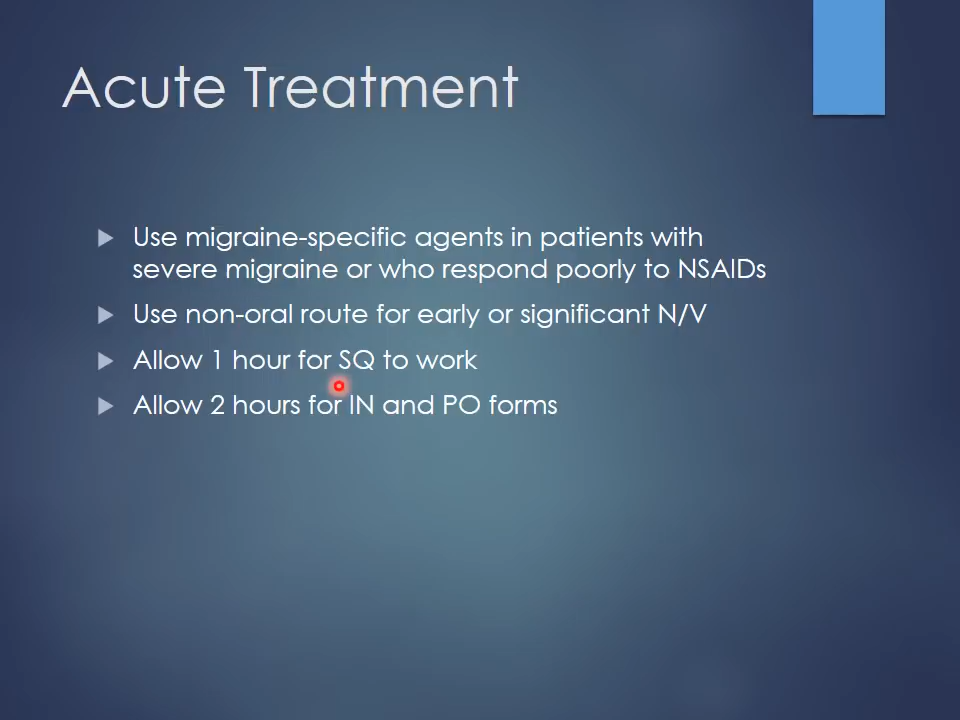 Acute Treatment
Use migraine-specific agents in patients with
severe migraine or who respond poorly to NSAIDs
Use non-oral route for early or significant N/V
Allow 1 hour for SQ to work
Allow 2 hours for IN and PO forms